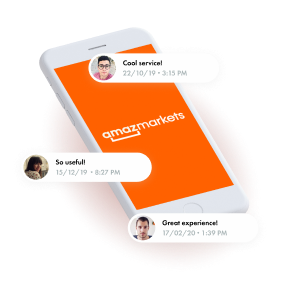 Cool service!
22/10/19 • 3:15 PM
amazmarkets
So useful!
15/12/19 • 8:27 PM
Great experience!
17/02/20 • 1:39 PM